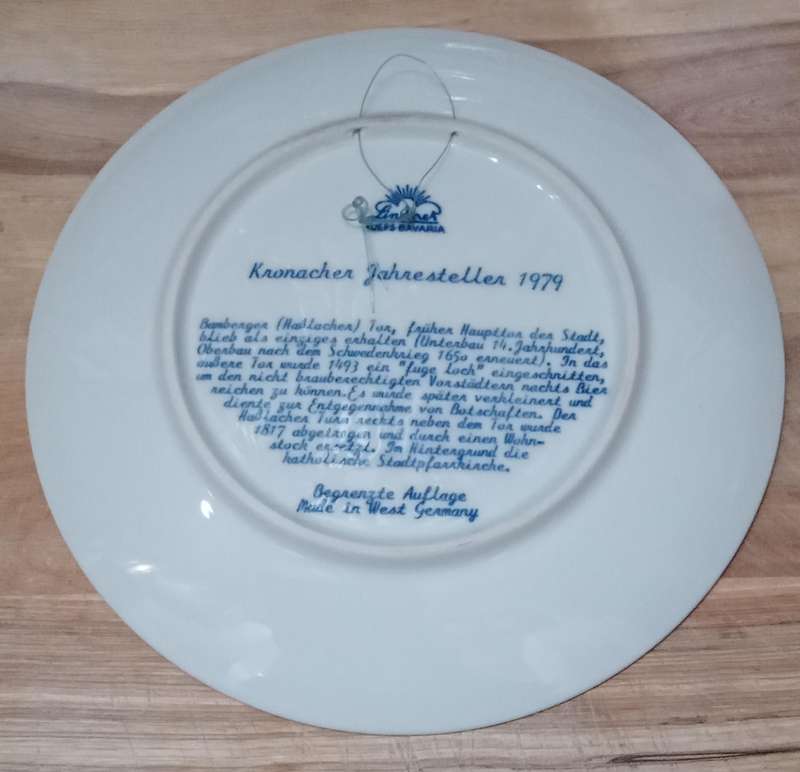 Lindner
KUEPS BAVARIA
Kronacher Jahresteller 1979
Bamberger (Haßlacher) Tor, früher Haupttor der Stadt,
blieb als einziges erhalten (Unterbau 14.Jahrhundert,
Oberbau nach dem Schwedenkrieg 1650 erneuert). In das
äußere Tor wurde 1493 ein "fuge Loch" eingeschnitten,
um den nicht brauberechtigten Vorstädtern nachts Bier
reichen zu können.Es wurde später verkleinert und
diente zur Entgegennahme von Botschaften. Der
Haßlacher Turm rechts neben dem Tor wurde
1817 abgetragen und durch einen Wohn-
stock ersetzt. Im Hintergrund die
katholische Stadtpfarrkirche.
Begrenzte Auflage
Made in West Germany